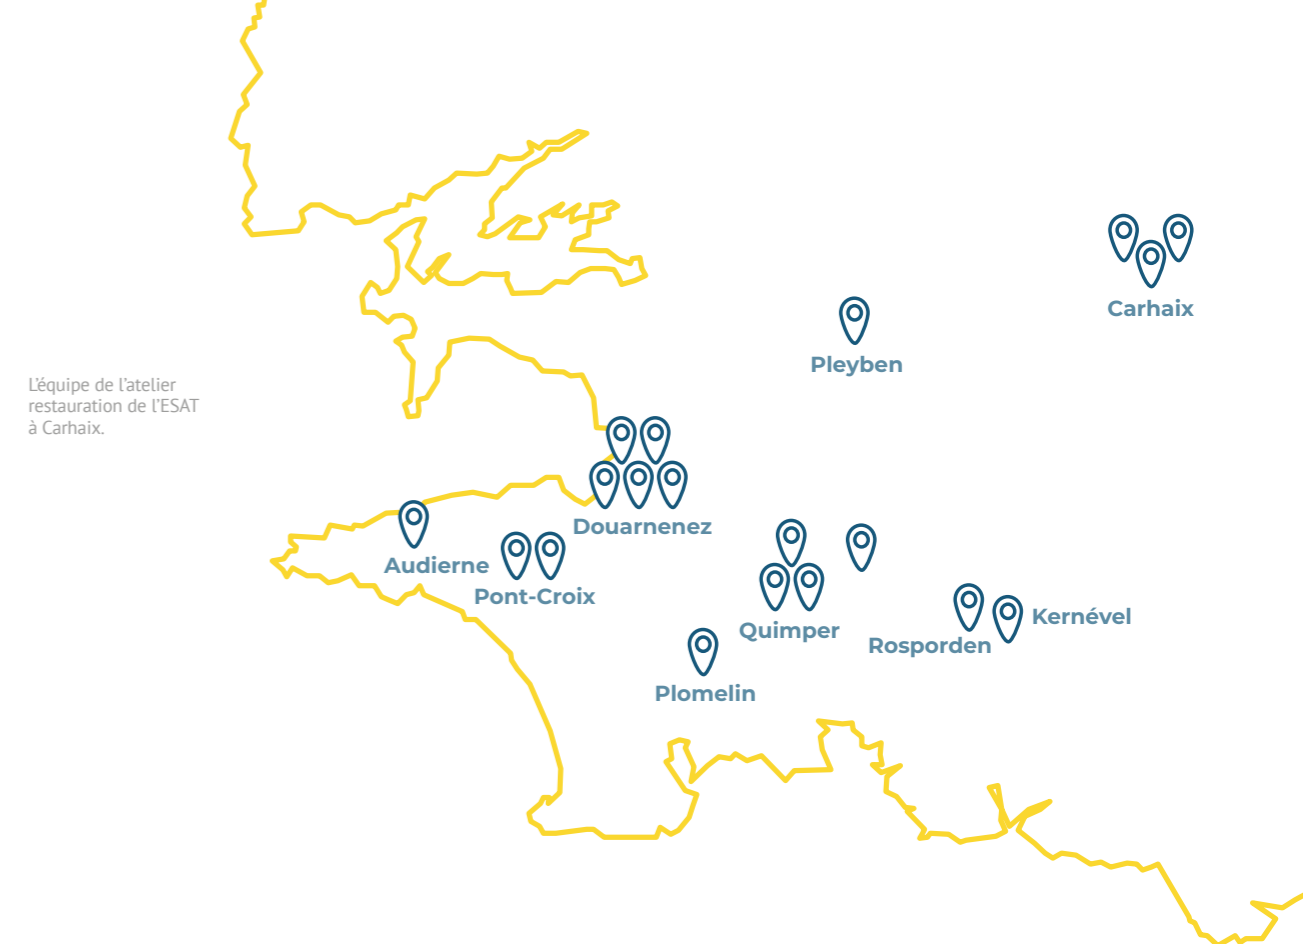 Carhaix
Pleyben
L'équipe de l'atelier
restauration de l'ESAT
à Carhaix.
Douarnenez
Audierne
Pont-Croix
Kernével
Quimper
Rosporden
Plomelin